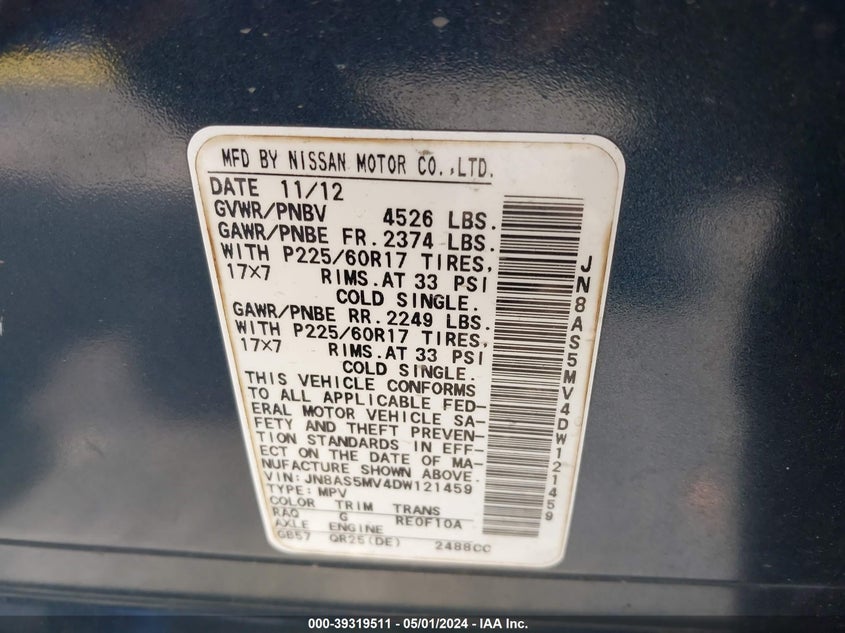 MFD BY NISSAN MOTOR CO.,LTD.
DATE 11/12
GVWR/PNBV 4526 LBS.
GAWR/PNBE FR.2374 LBS.
WITH P225/60R17 TIRES,
17×7 RIMS.AT 33 PSI
COLD SINGLE.
GAWR/PNBE RR.2249 LBS.
WITH P225/60R17 TIRES,
17×7 RIMS.AT 33 PSI
COLD SINGLE.
THIS VEHICLE CONFORMS
TO ALL APPLICABLE FED-
ERAL MOTOR VEHICLE SA-
FETY AND THEFT PREVEN-
TION STANDARDS IN EFF-
ECT ON THE DATE OF MA-
NUFACTURE SHOWN ABOVE.
VIN: JN8AS5MV4DW121459
TYPE: MPV
COLOR TRIM TRANS
RAQ G RE0F10A
AXLE ENGINE
GB57 QR25(DE) 2488CC
JN8AS5MV4DW121459
000-39319511 - 05/01/2024 - IAA Inc.